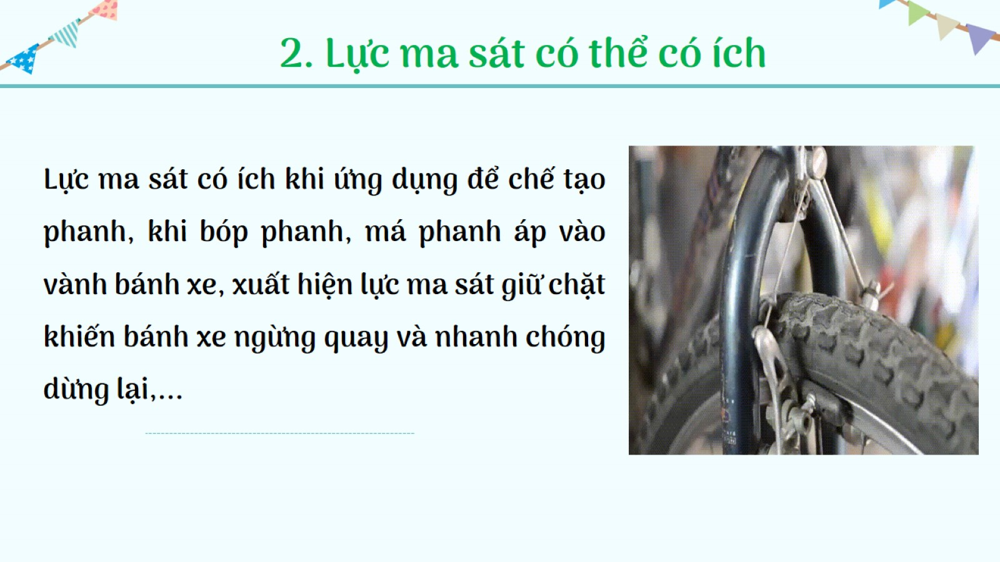 2. Lực ma sát có thể có ích
Lực ma sát có ích khi ứng dụng để chế tạo
phanh, khi bóp phanh, má phanh áp vào
vành bánh xe, xuất hiện lực ma sát giữ chặt
khiến bánh xe ngừng quay và nhanh chóng
dừng lại,...